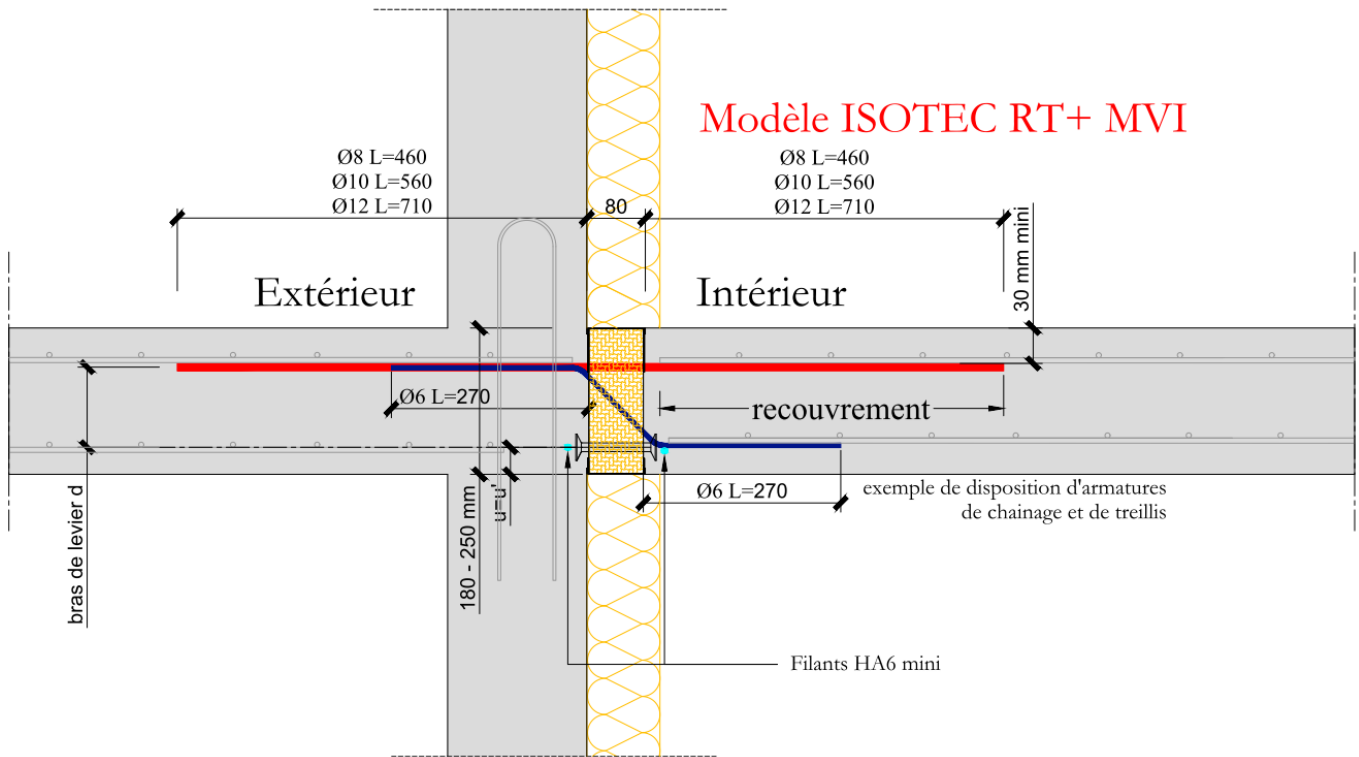 Modèle ISOTEC RT+ MVI
Ø8 L=460
Ø10 L=560
Ø12 L=710
80
Ø8 L=460
Ø10 L=560
Ø12 L=710
30 mm mini
Extérieur
Intérieur
Ø6 L=270
recouvrement
bras de levier d
180 - 250 mm
u=u'
Ø6 L=270
exemple de disposition d'armatures
de chainage et de treillis
Filants HA6 mini